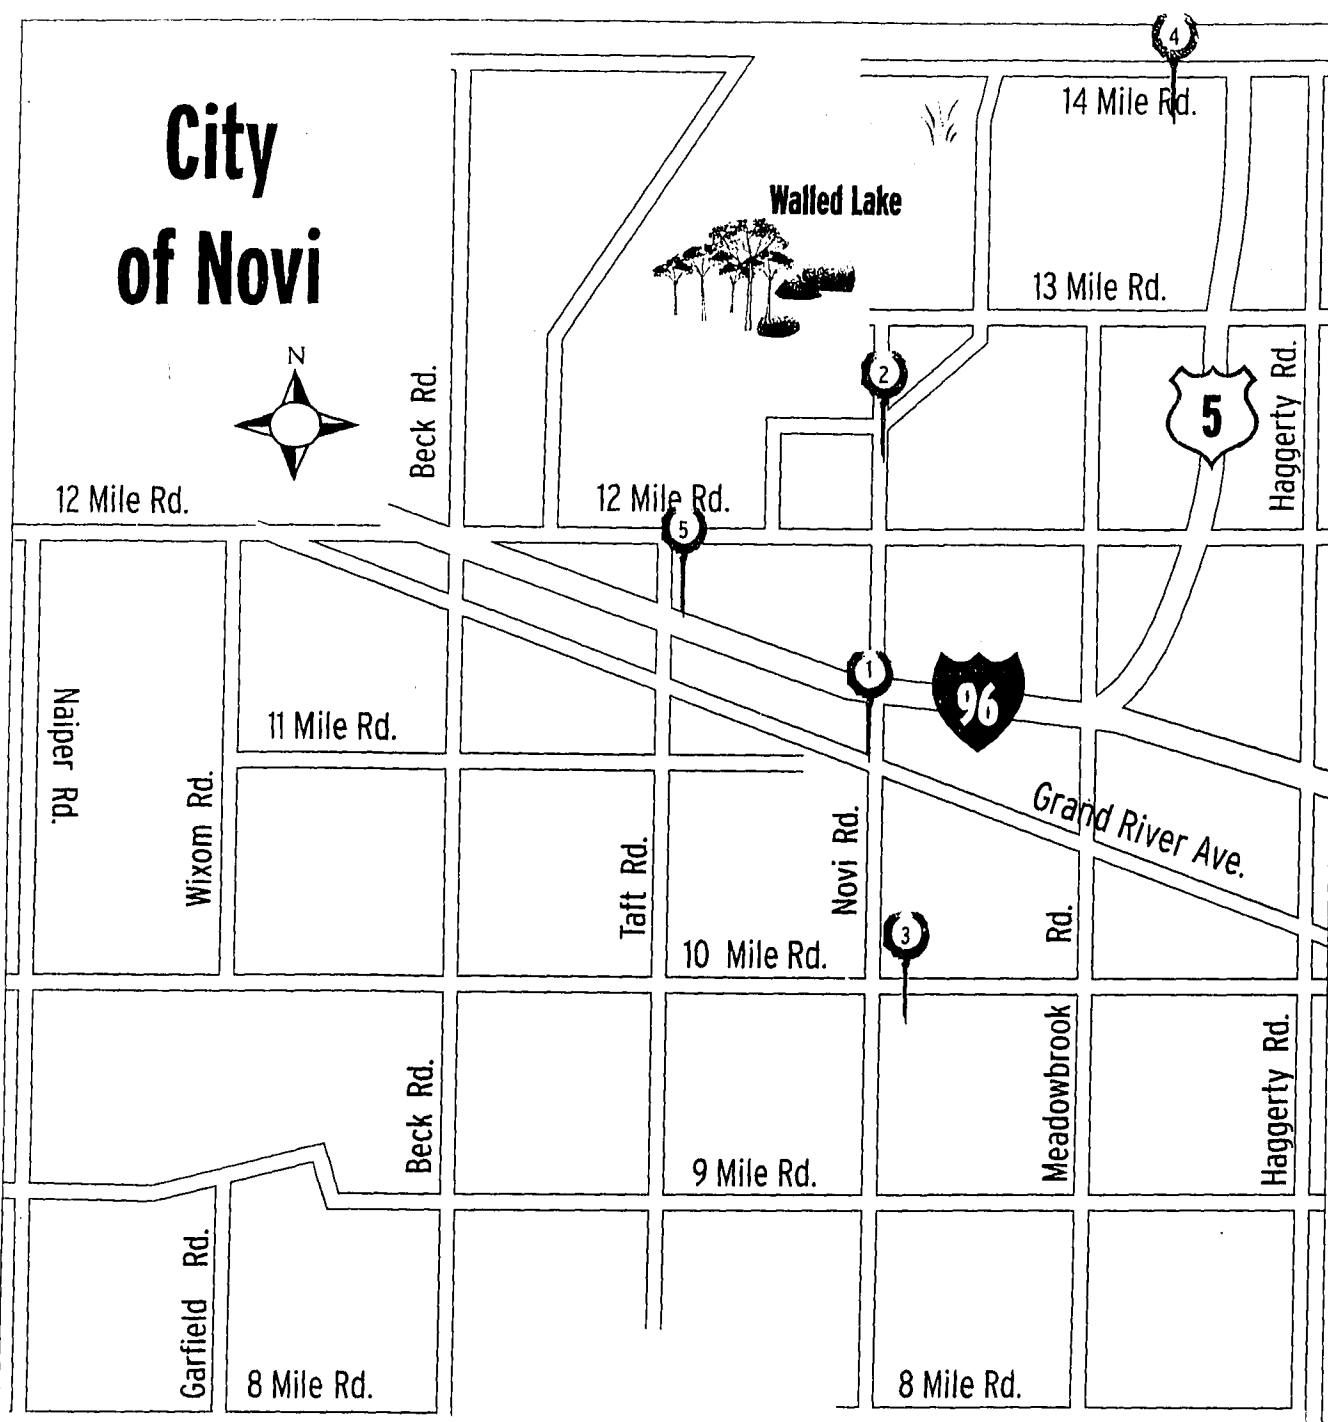 4
14 Mile Rd.
City
of Novi
Walled Lake
13 Mile Rd.
N
2
Beck Rd.
5
Haggerty Rd.
12 Mile Rd.
12 Mile Rd.
5
1
96
Naiper Rd.
11 Mile Rd.
Wixom Rd.
Grand River Ave.
Novi Rd.
Taft Rd.
3
10 Mile Rd.
Meadowbrook Rd.
Beck Rd.
Haggerty Rd.
9 Mile Rd.
Garfield Rd.
8 Mile Rd.
8 Mile Rd.